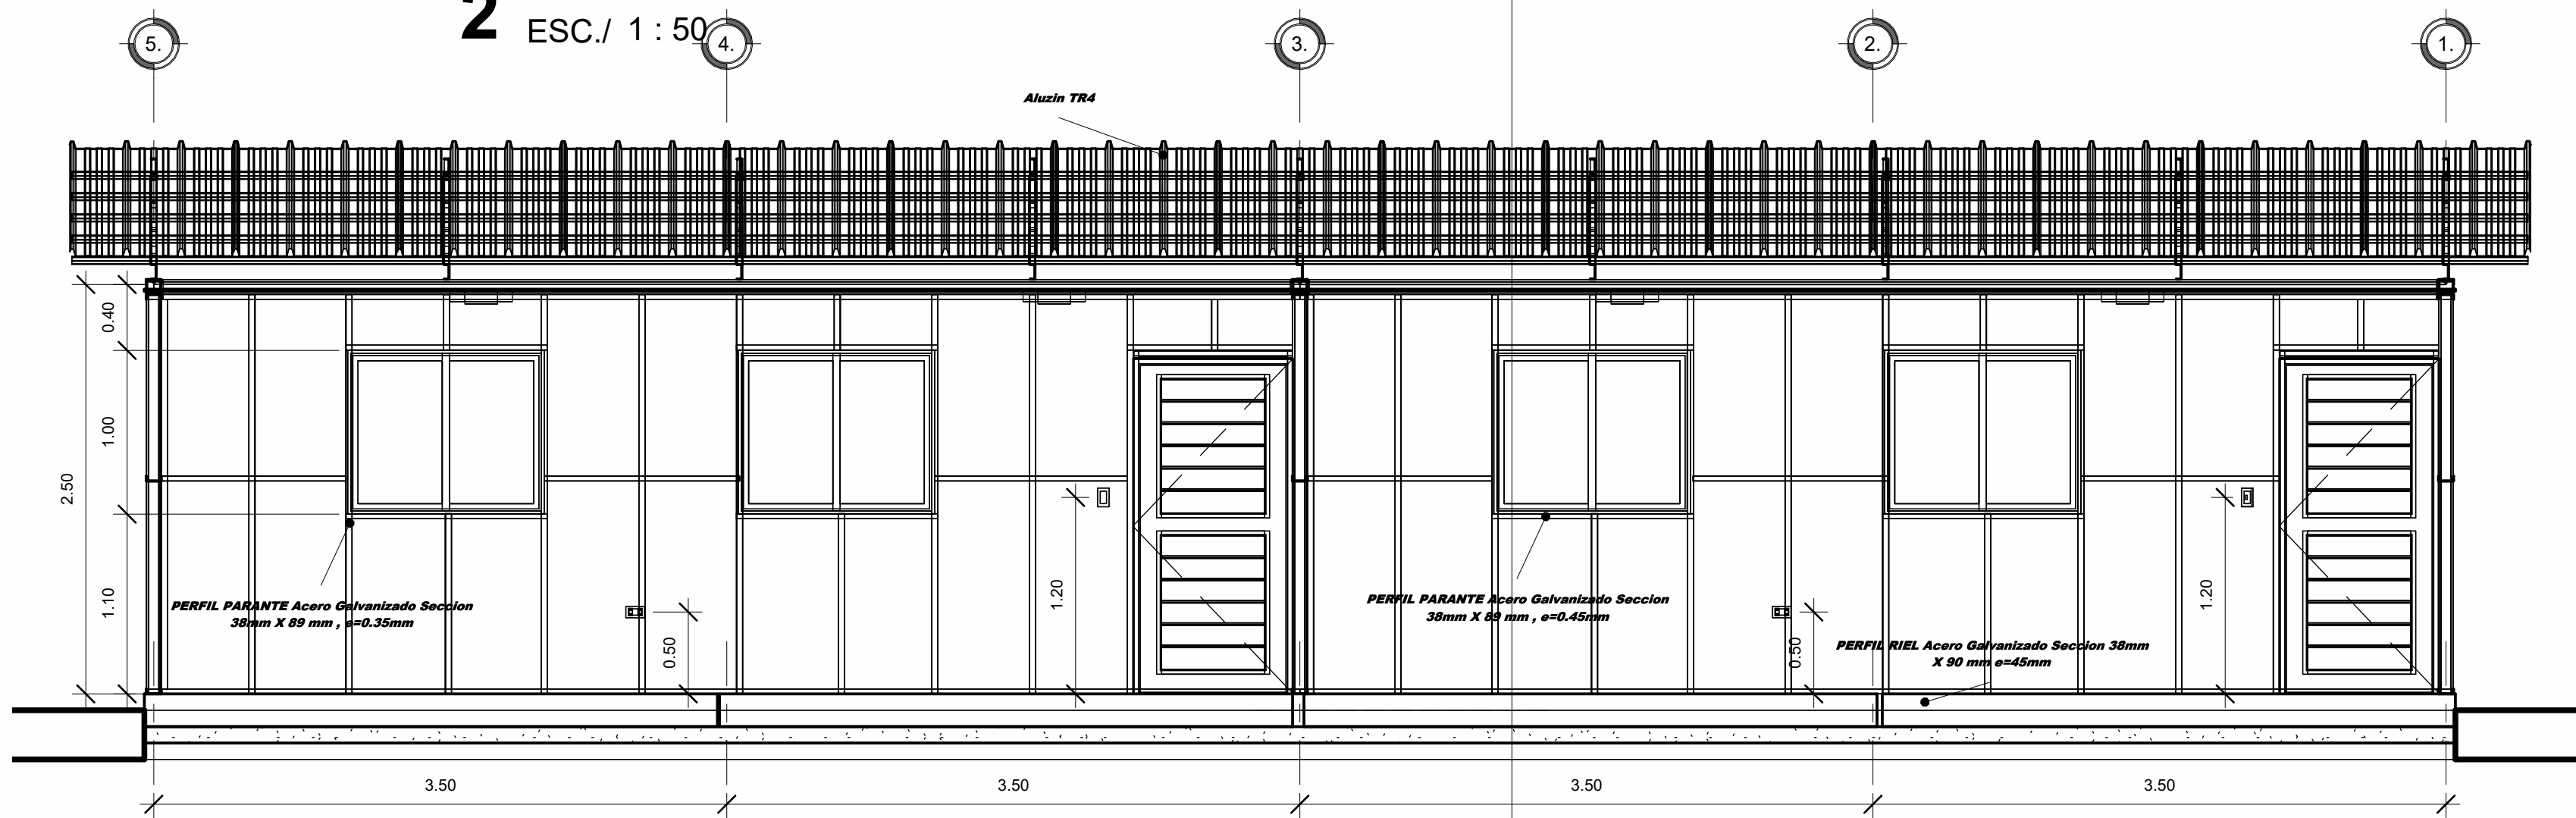 2 ESC./ 1 : 50
5. 4. 3. 2. 1.
Aluzin TR4
0.40
1.00
2.50
1.10
PERFIL PARANTE Acero Galvanizado Seccion
38mm X 89 mm , e=0.35mm
0.50
1.20
PERFIL PARANTE Acero Galvanizado Seccion
38mm X 89 mm , e=0.45mm
0.50
PERFIL RIEL Acero Galvanizado Seccion 38mm
X 90 mm e=45mm
1.20
3.50 3.50 3.50 3.50